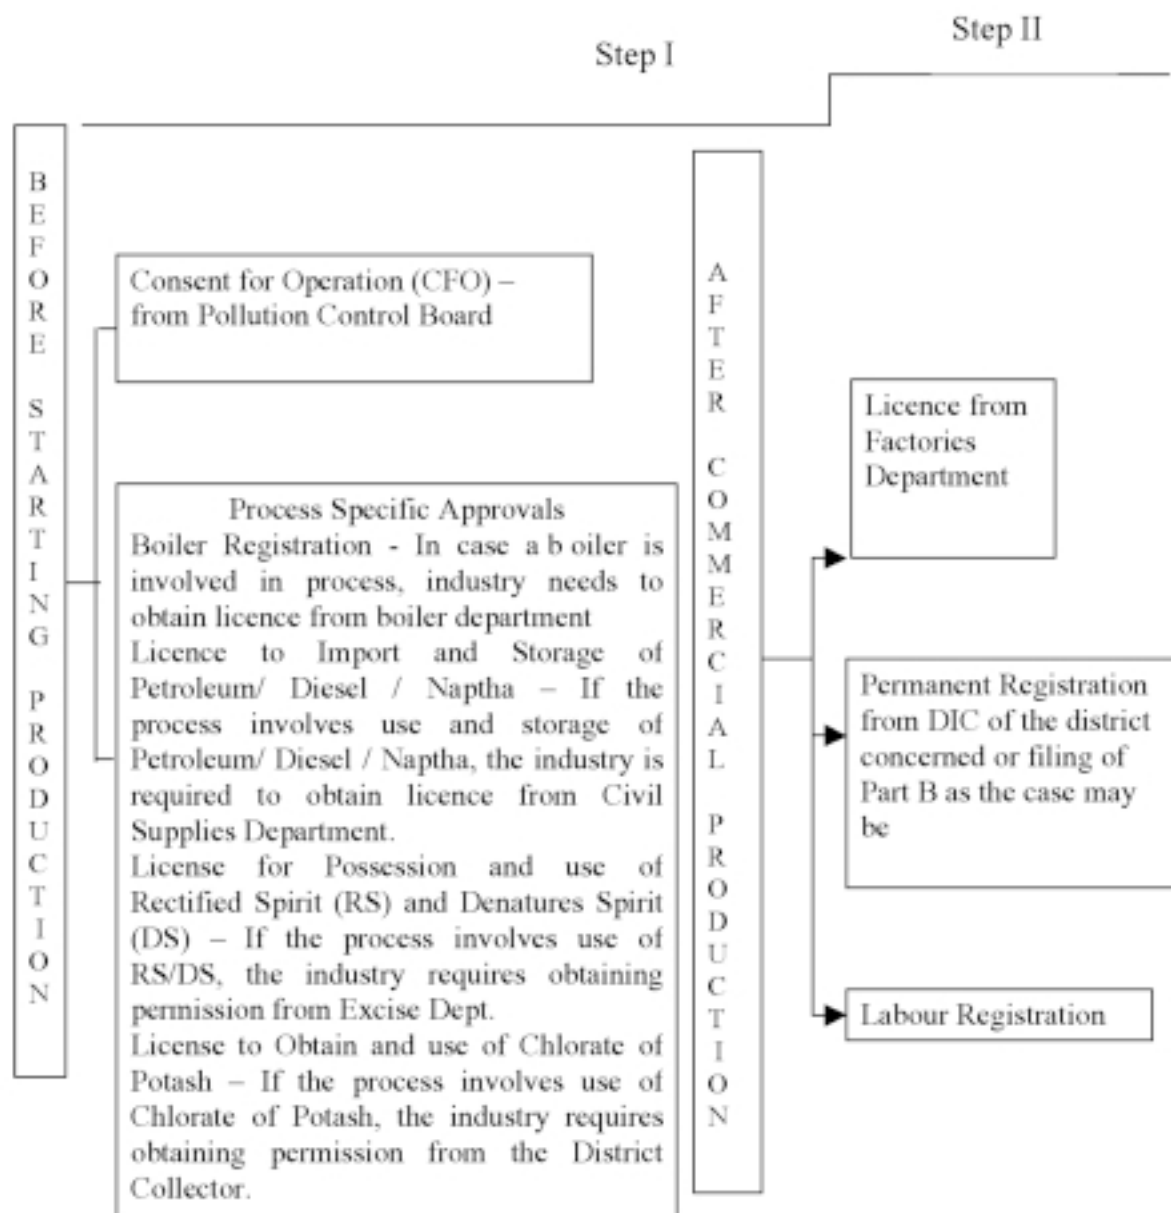 Step I
Step II
BEFORE STARTING PRODUCTION
Consent for Operation (CFO) –
from Pollution Control Board
Process Specific Approvals
Boiler Registration - In case a b oiler is
involved in process, industry needs to
obtain licence from boiler department
Licence to Import and Storage of
Petroleum/ Diesel / Naptha – If the
process involves use and storage of
Petroleum/ Diesel / Naptha, the industry is
required to obtain licence from Civil
Supplies Department.
License for Possession and use of
Rectified Spirit (RS) and Denatures Spirit
(DS) – If the process involves use of
RS/DS, the industry requires obtaining
permission from Excise Dept.
License to Obtain and use of Chlorate of
Potash – If the process involves use of
Chlorate of Potash, the industry requires
obtaining permission from the District
Collector.
AFTER COMMERCIAL PRODUCTION
Licence from
Factories
Department
Permanent Registration
from DIC of the district
concerned or filing of
Part B as the case may
be
Labour Registration